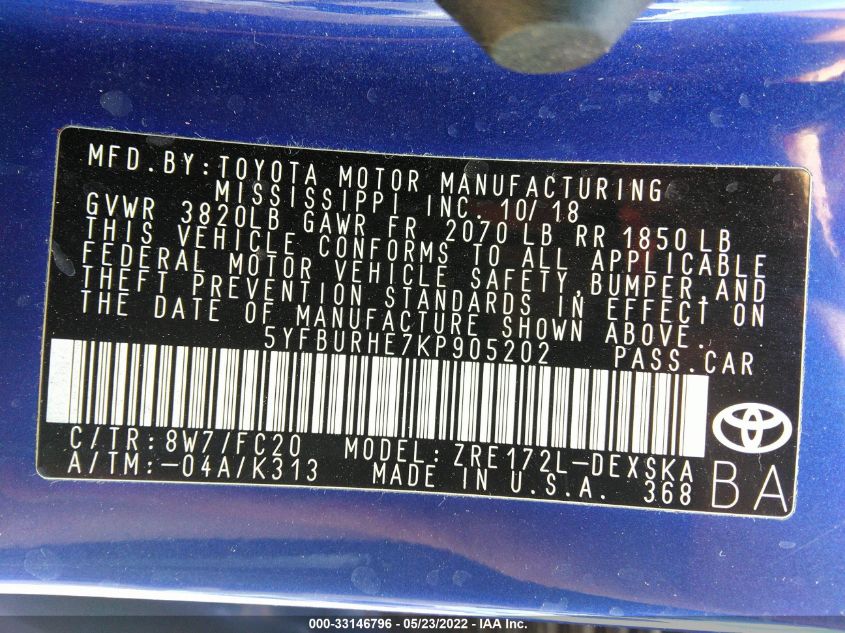 MFD.BY:TOYOTA MOTOR MANUFACTURING
MISSISSIPPI INC. 10/18
GVWR 3820LB GAWR FR 2070 LB RR 1850 LB
THIS VEHICLE CONFORMS TO ALL APPLICABLE
FEDERAL MOTOR VEHICLE SAFETY,BUMPER,AND
THEFT PREVENTION STANDARDS IN EFFECT ON
THE DATE OF MANUFACTURE SHOWN ABOVE.
5YFBURHE7KP905202 PASS.CAR
C/TR:8W7/FC20 MODEL:ZRE172L-DEXSKA
A/TM:-04A/K313 MADE IN U.S.A. 368
BA
000-33146796 - 05/23/2022 - IAA Inc.